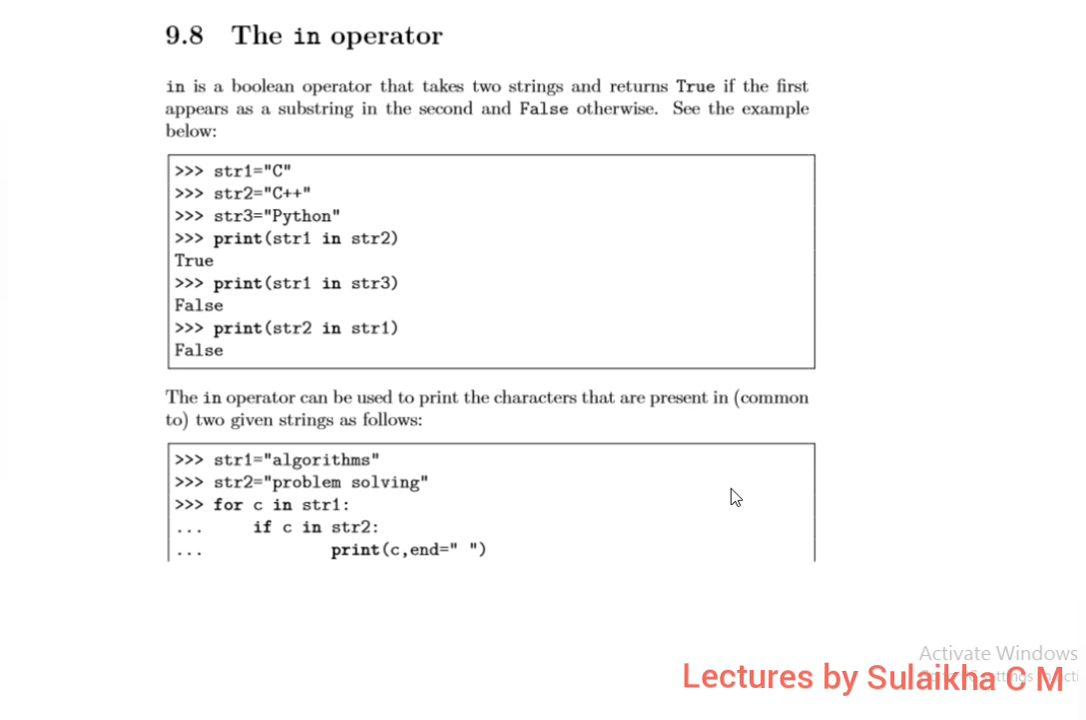 9.8 The in operator
in is a boolean operator that takes two strings and returns True if the first
appears as a substring in the second and False otherwise. See the example
below:
>>> str1="C"
>>> str2="C++"
>>> str3="Python"
>>> print(str1 in str2)
True
>>> print(str1 in str3)
False
>>> print(str2 in str1)
False
The in operator can be used to print the characters that are present in (common
to) two given strings as follows:
>>> str1="algorithms"
>>> str2="problem solving"
>>> for c in str1:
...     if c in str2:
...             print(c,end=" ")
Activate Windows
Lectures by Sulaikha C M